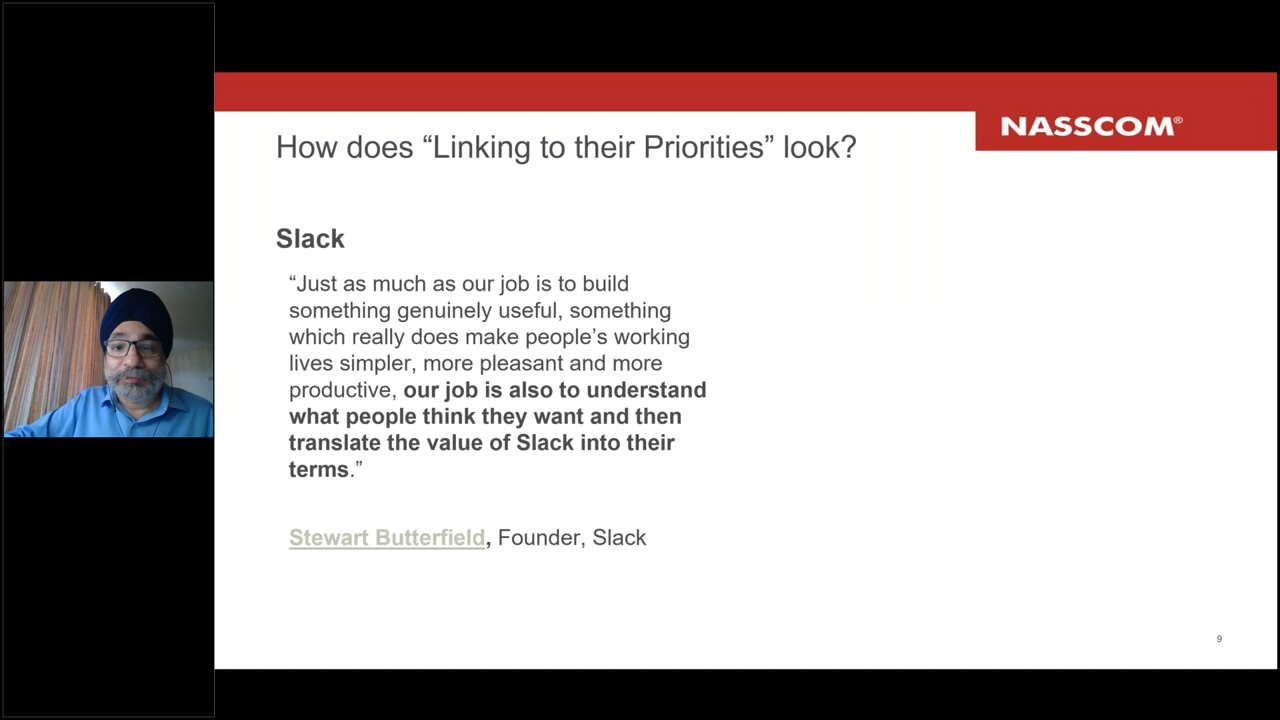 NASSCOM®
How does “Linking to their Priorities” look?
Slack
“Just as much as our job is to build
something genuinely useful, something
which really does make people’s working
lives simpler, more pleasant and more
productive, our job is also to understand
what people think they want and then
translate the value of Slack into their
terms.”
Stewart Butterfield, Founder, Slack
9